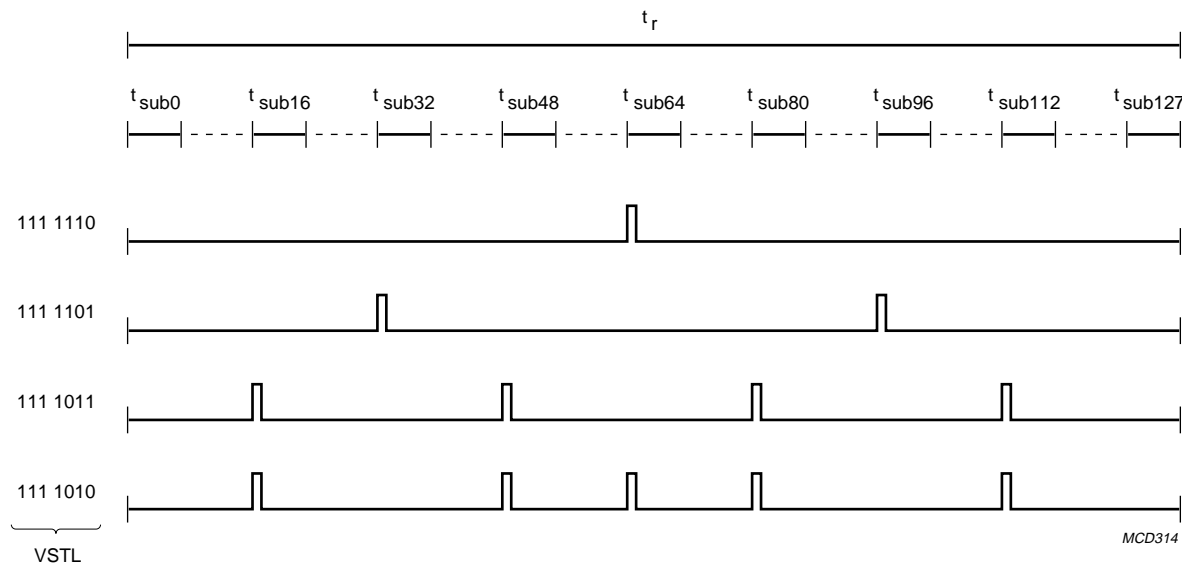 t r
t sub0 t sub16 t sub32 t sub48 t sub64 t sub80 t sub96 t sub112 t sub127
111 1110
111 1101
111 1011
111 1010
VSTL
MCD314